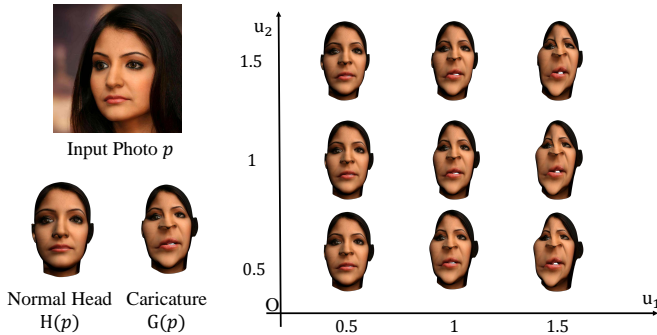 Input Photo p
Normal Head
H(p)
Caricature
G(p)
u₂
1.5
1
0.5
O
0.5
1
1.5
u₁